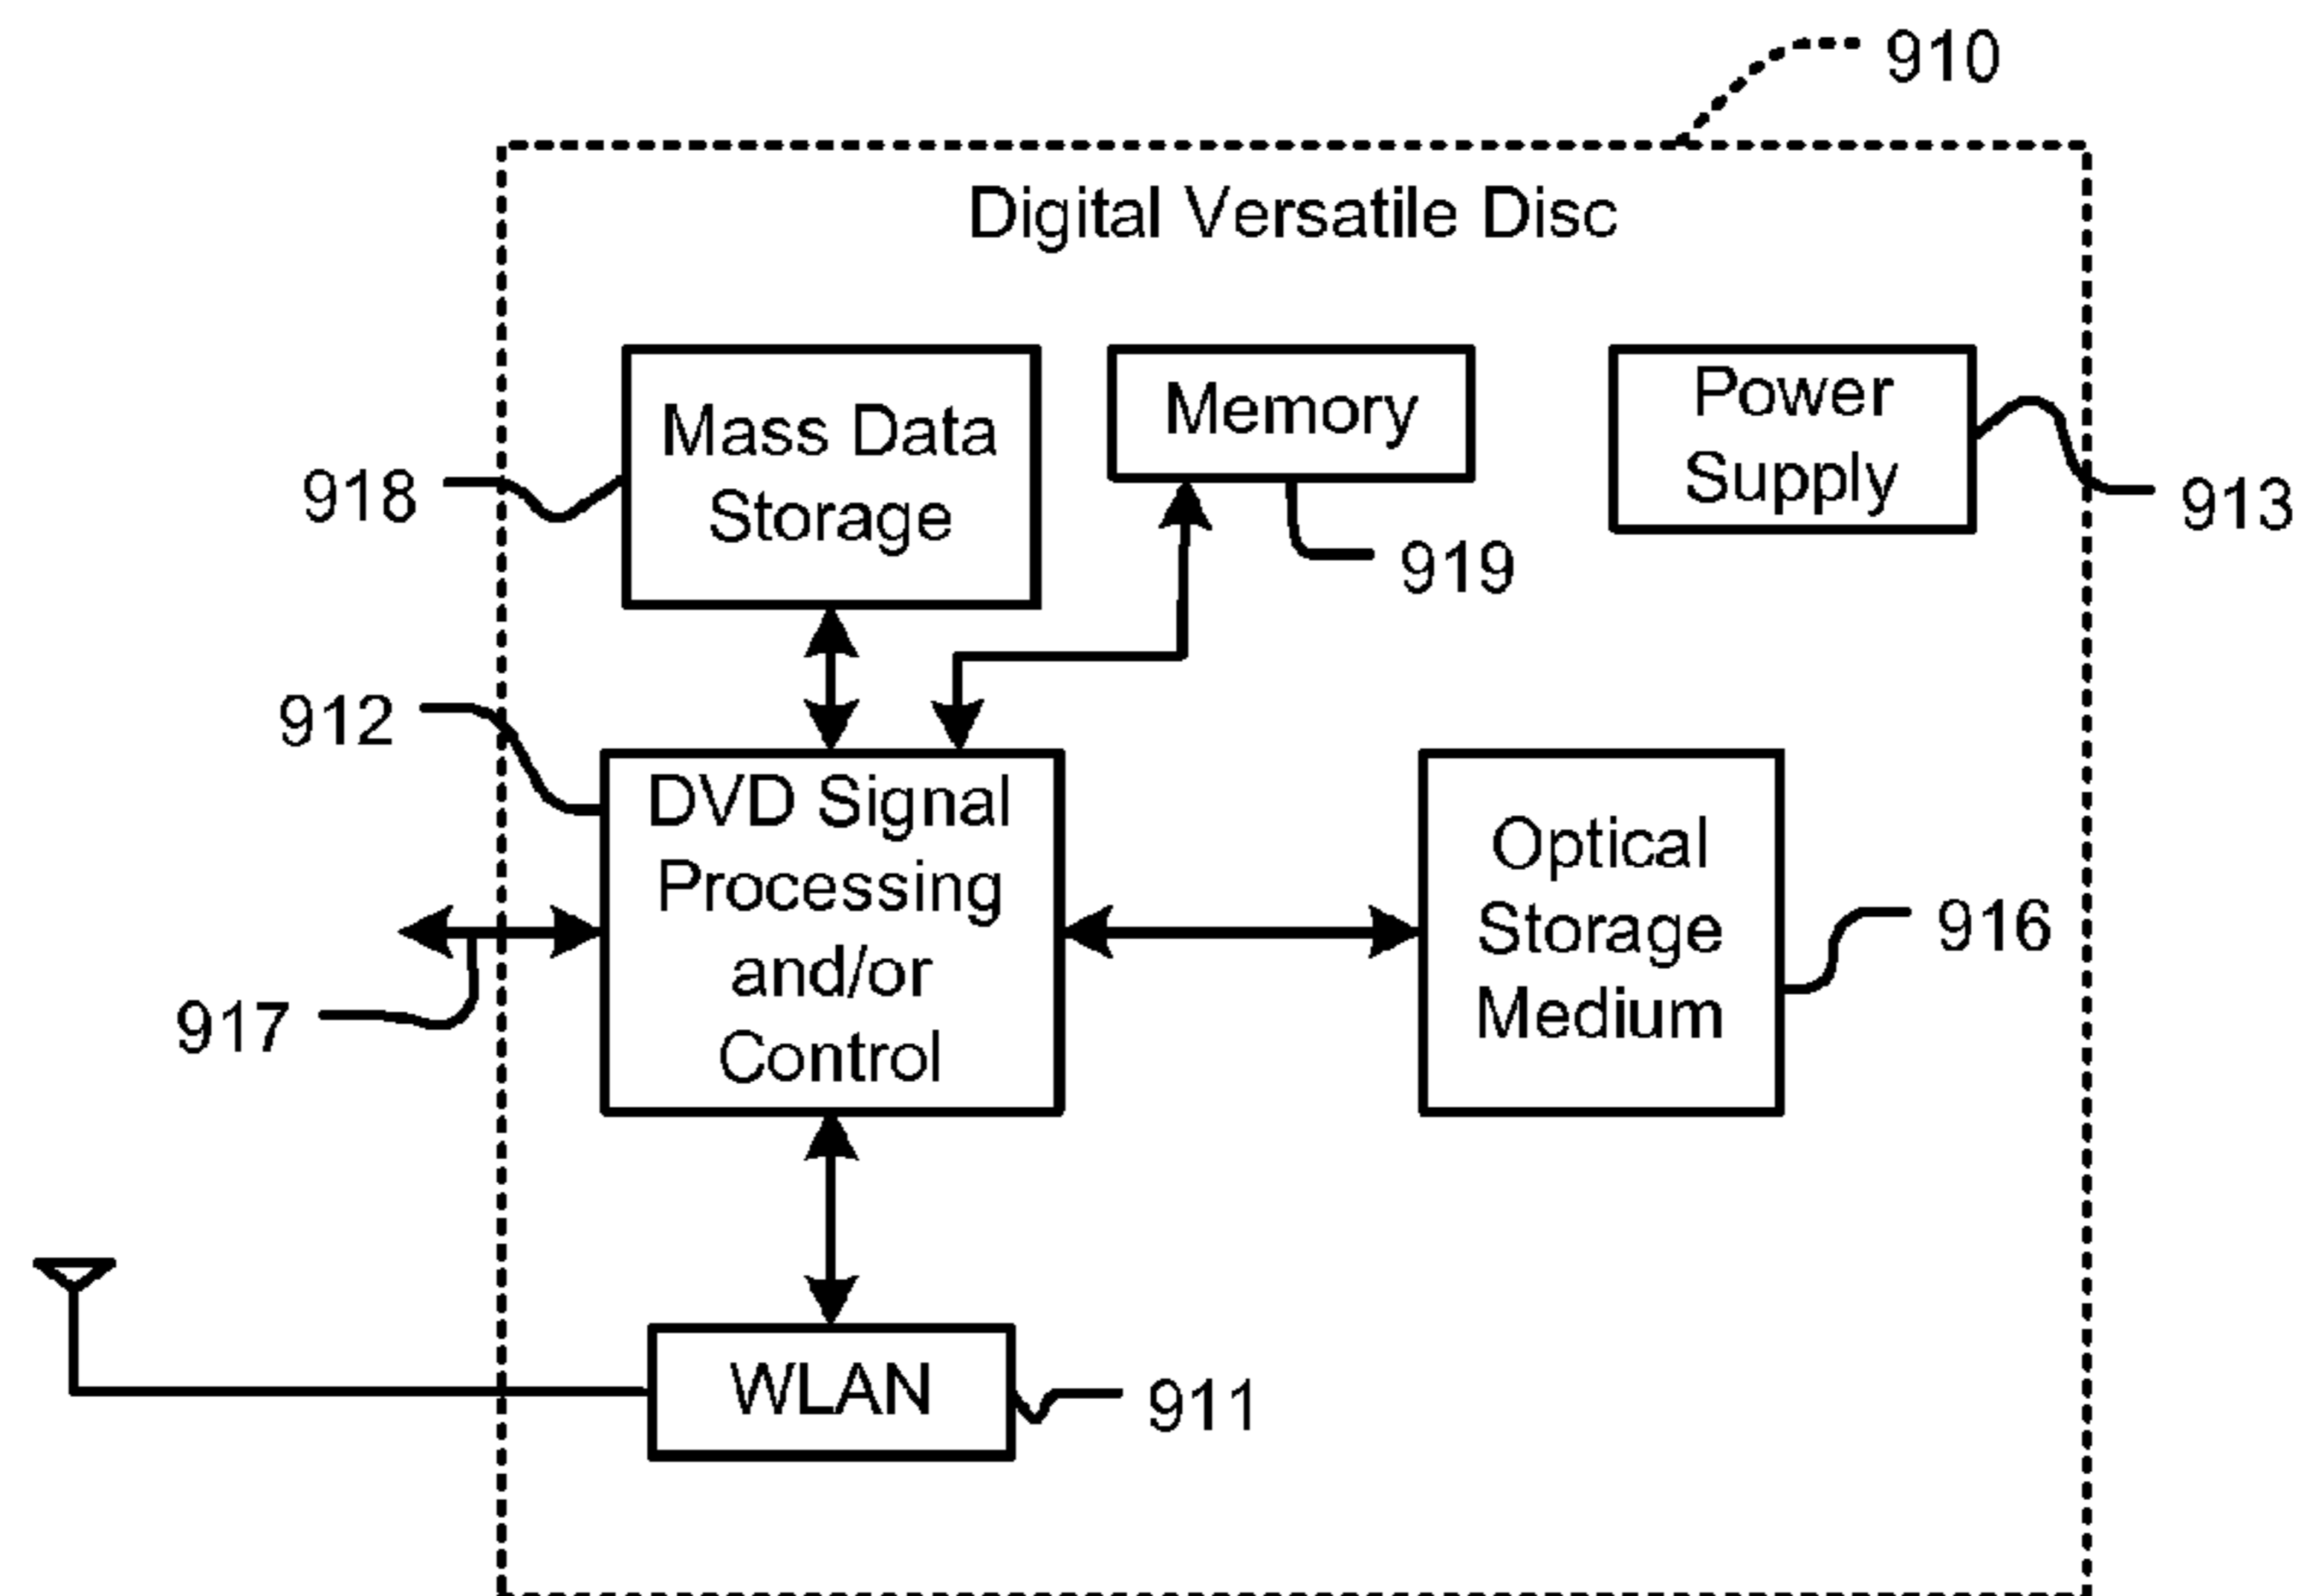 910
Digital Versatile Disc
Mass Data
Storage
Memory
Power
Supply
918
919
913
912
DVD Signal
Processing
and/or
Control
Optical
Storage
Medium
916
917
WLAN
911